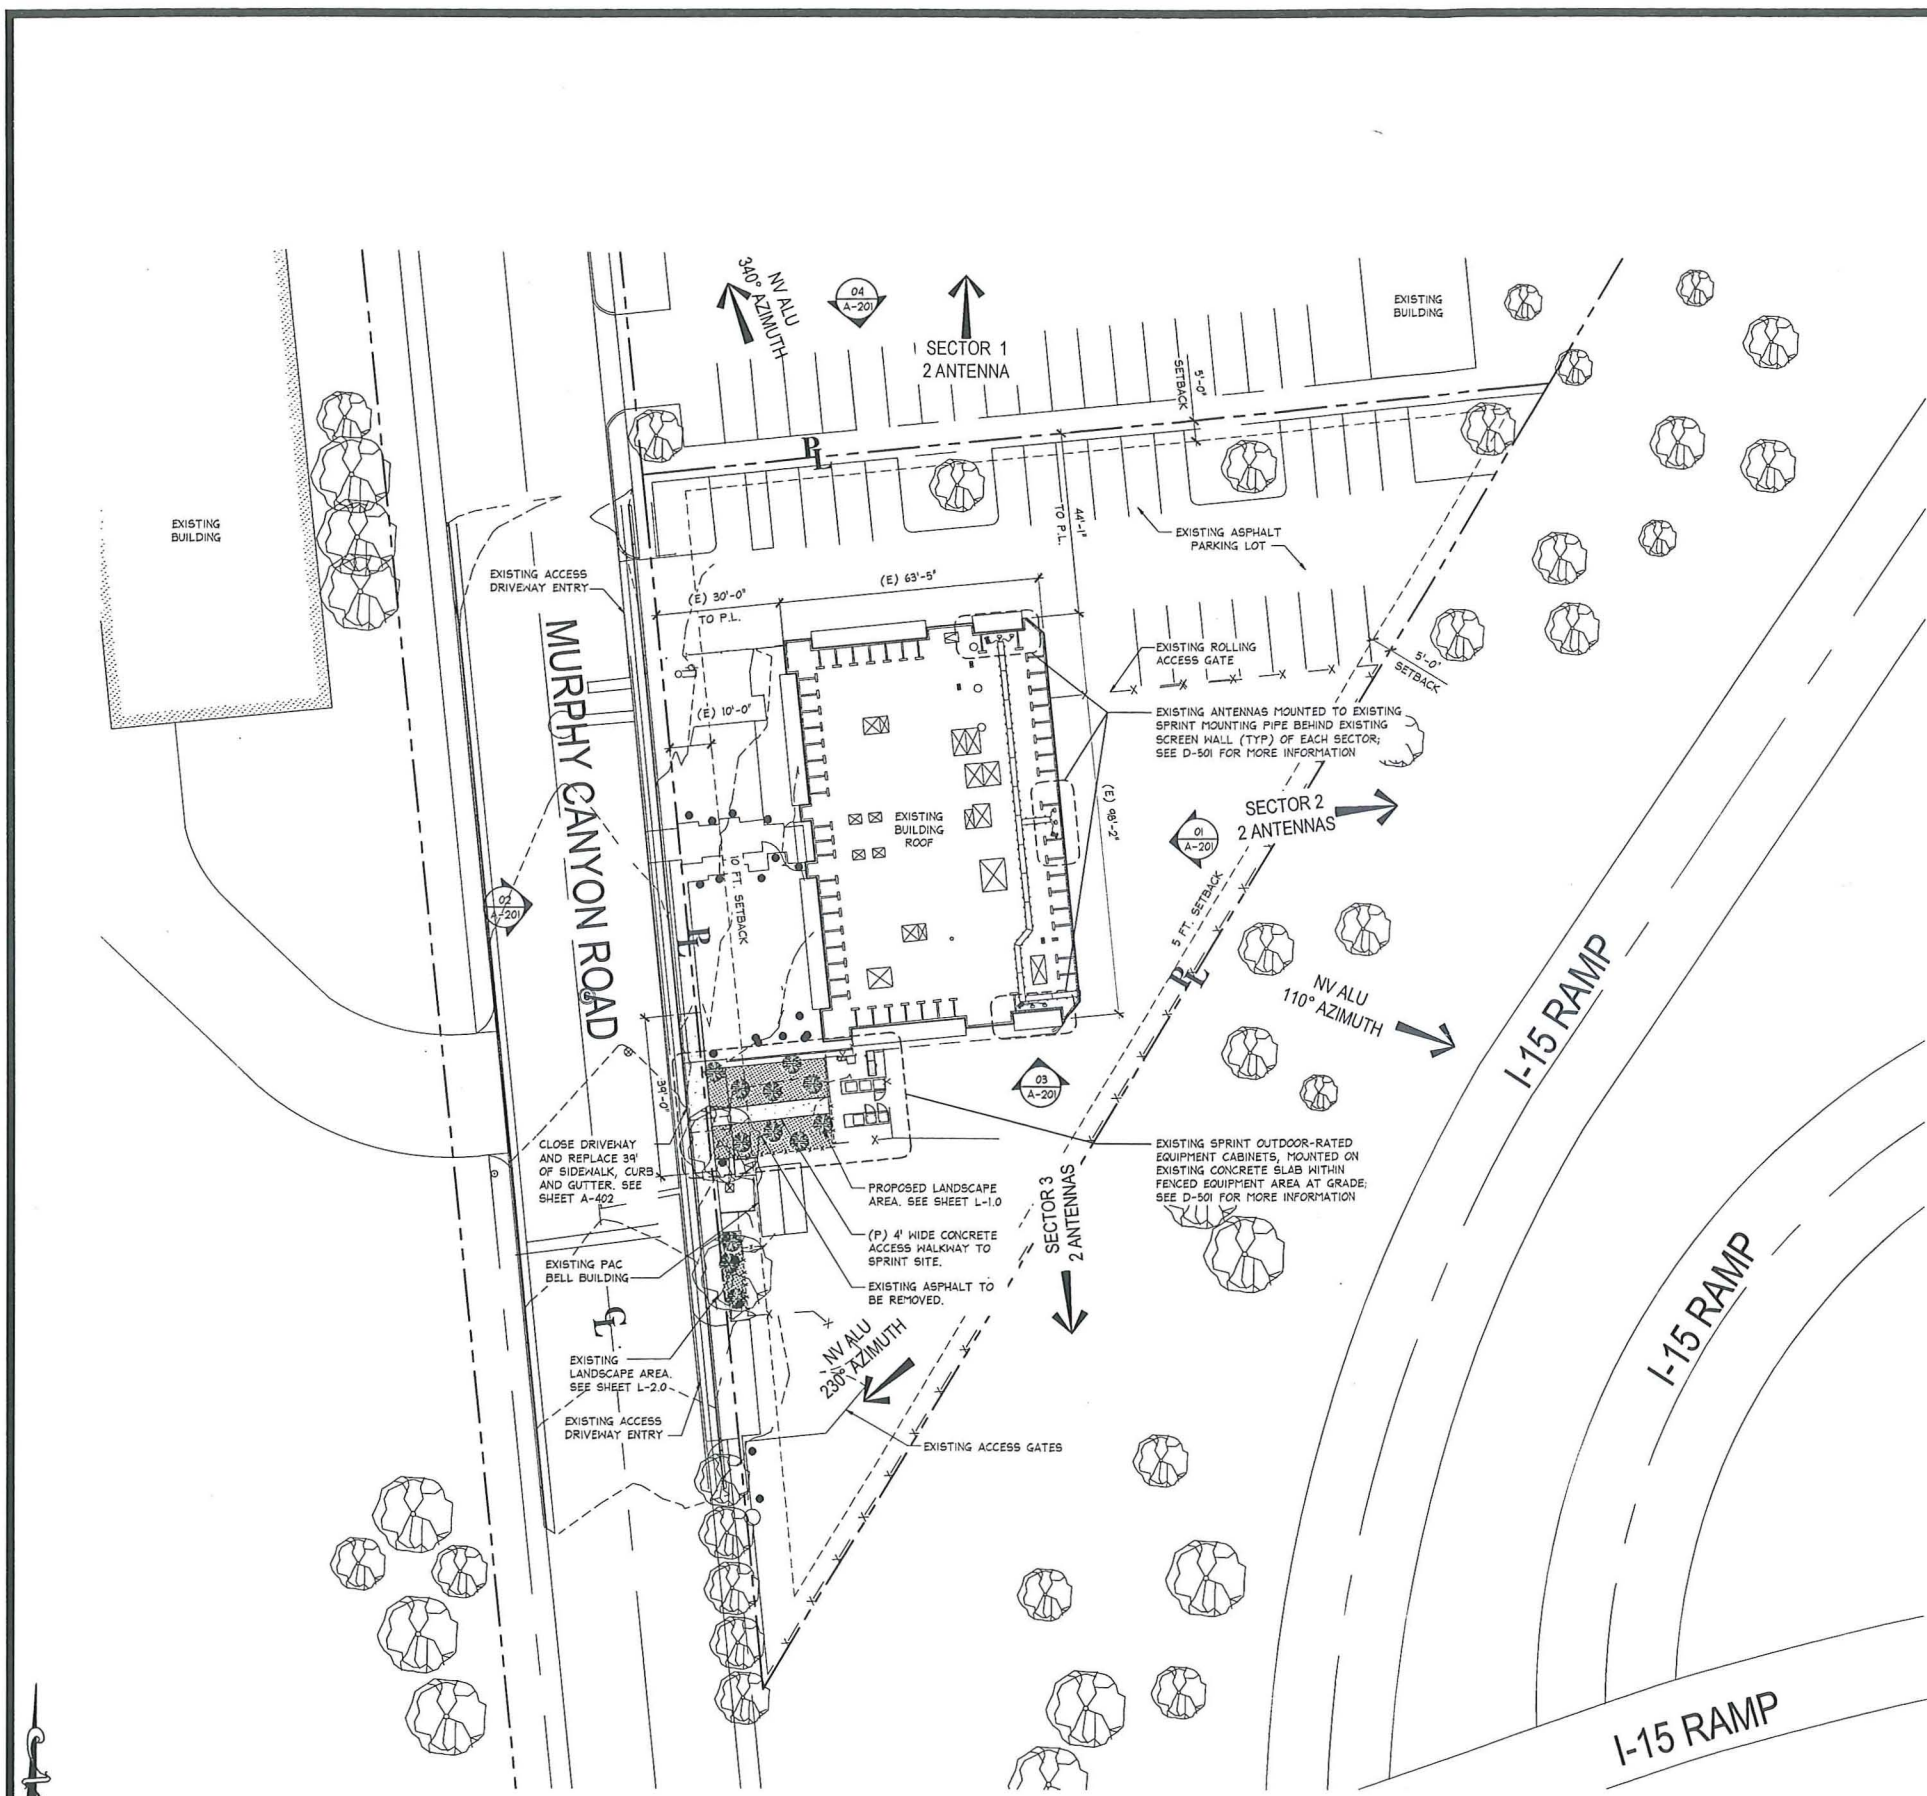 NV ALU
340° AZIMUTH
04
A-201
SECTOR 1
2 ANTENNA
EXISTING
BUILDING
5'-0"
SETBACK
PL
EXISTING
BUILDING
44'-1"
TO P.L.
EXISTING ASPHALT
PARKING LOT
EXISTING ACCESS
DRIVEWAY ENTRY
(E) 30'-0"
TO P.L.
(E) 63'-5"
MURPHY CANYON ROAD
EXISTING ROLLING
ACCESS GATE
5'-0"
SETBACK
(E) 10'-0"
EXISTING ANTENNAS MOUNTED TO EXISTING
SPRINT MOUNTING PIPE BEHIND EXISTING
SCREEN WALL (TYP) OF EACH SECTOR;
SEE D-501 FOR MORE INFORMATION
(E) 98'-2"
SECTOR 2
2 ANTENNAS
01
A-201
EXISTING
BUILDING
ROOF
10 FT. SETBACK
02
A-201
5 FT. SETBACK
PL
PL
NV ALU
110° AZIMUTH
I-15 RAMP
39'-0"
03
A-201
CLOSE DRIVEWAY
AND REPLACE 39'
OF SIDEWALK, CURB
AND GUTTER. SEE
SHEET A-402
EXISTING SPRINT OUTDOOR-RATED
EQUIPMENT CABINETS, MOUNTED ON
EXISTING CONCRETE SLAB WITHIN
FENCED EQUIPMENT AREA AT GRADE;
SEE D-501 FOR MORE INFORMATION
PROPOSED LANDSCAPE
AREA. SEE SHEET L-1.0
SECTOR 3
2 ANTENNAS
(P) 4' WIDE CONCRETE
ACCESS WALKWAY TO
SPRINT SITE.
EXISTING PAC
BELL BUILDING
EXISTING ASPHALT TO
BE REMOVED.
I-15 RAMP
CL
NV ALU
230° AZIMUTH
EXISTING
LANDSCAPE AREA.
SEE SHEET L-2.0
EXISTING ACCESS
DRIVEWAY ENTRY
EXISTING ACCESS GATES
I-15 RAMP